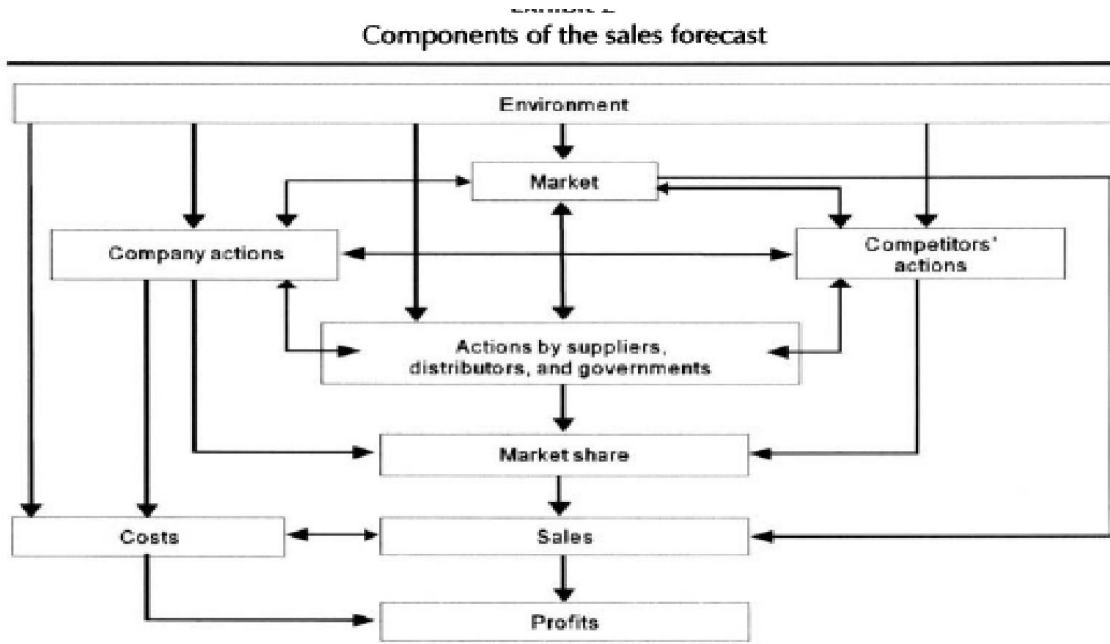 Components of the sales forecast
Environment
Market
Company actions
Competitors'
actions
Actions by suppliers,
distributors, and governments
Market share
Costs
Sales
Profits